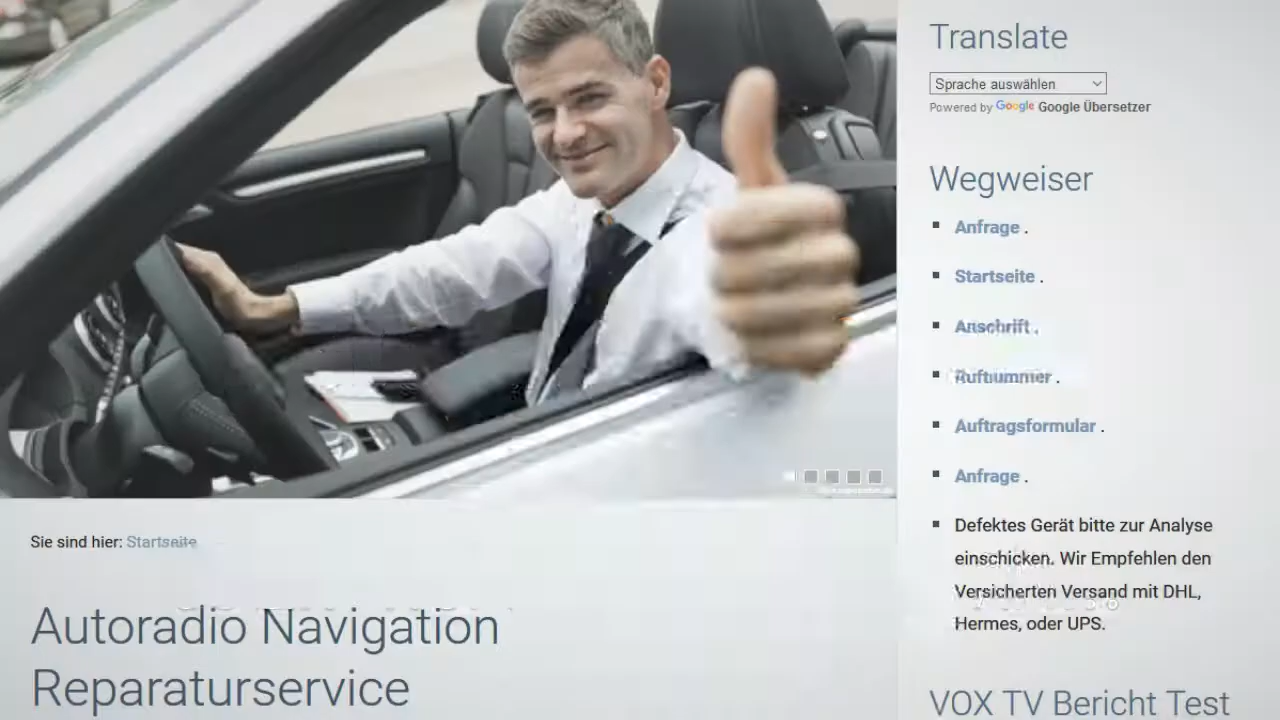 Translate
Sprache auswählen
Powered by Google Google Übersetzer
Wegweiser
Anfrage .
Startseite .
Anschrift .
Rufnummer .
Auftragsformular .
Anfrage .
Defektes Gerät bitte zur Analyse
einschicken. Wir Empfehlen den
Versicherten Versand mit DHL,
Hermes, oder UPS.
VOX TV Bericht Test
Sie sind hier: Startseite
Autoradio Navigation
Reparaturservice